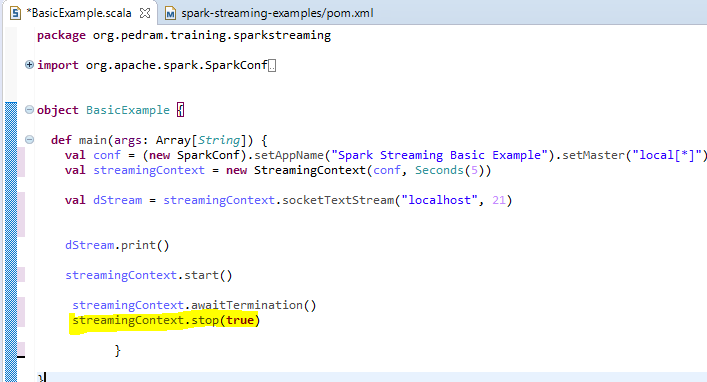 *BasicExample.scala spark-streaming-examples/pom.xml
package org.pedram.training.sparkstreaming
import org.apache.spark.SparkConf
object BasicExample {
def main(args: Array[String]) {
val conf = (new SparkConf).setAppName("Spark Streaming Basic Example").setMaster("local[*]")
val streamingContext = new StreamingContext(conf, Seconds(5))
val dStream = streamingContext.socketTextStream("localhost", 21)
dStream.print()
streamingContext.start()
streamingContext.awaitTermination()
streamingContext.stop(true)
}
}